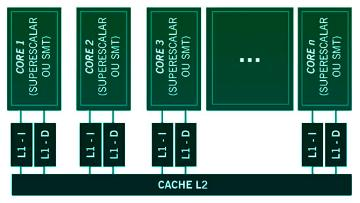 CORE 1
(SUPERESCALAR
OU SMT)
CORE 2
(SUPERESCALAR
OU SMT)
CORE 3
(SUPERESCALAR
OU SMT)
...
CORE n
(SUPERESCALAR
OU SMT)
L1 - I
L1 - D
L1 - I
L1 - D
L1 - I
L1 - D
L1 - I
L1 - D
CACHE L2